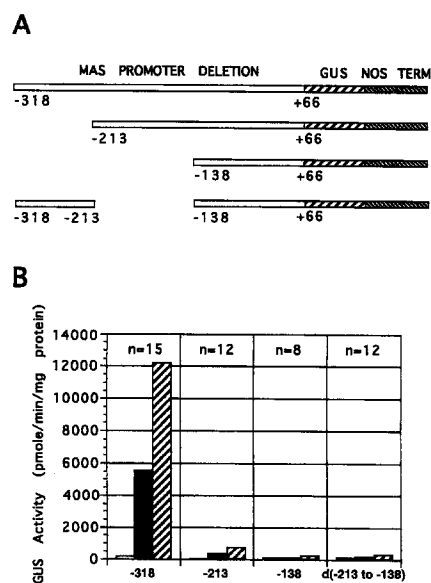 A
MAS PROMOTER DELETION GUS NOS TERM
-318 +66
-213 +66
-138 +66
-318 -213 -138 +66
B
GUS Activity (pmole/min/mg protein)
14000
12000
10000
8000
6000
4000
2000
0
n=15 n=12 n=8 n=12
-318 -213 -138 d(-213 to -138)